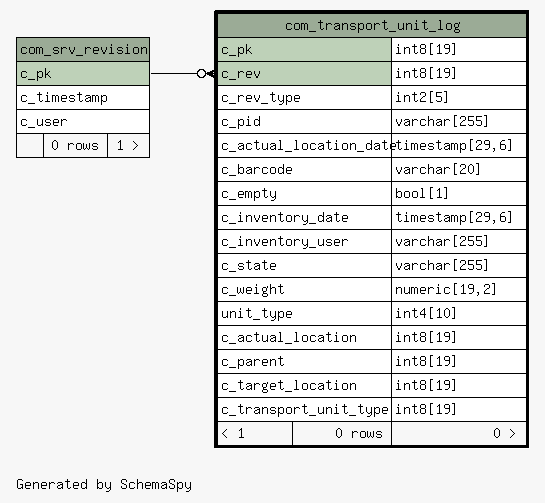 com_srv_revision
c_pk
c_timestamp
c_user
0 rows 1 >
com_transport_unit_log
c_pk int8[19]
c_rev int8[19]
c_rev_type int2[5]
c_pid varchar[255]
c_actual_location_date timestamp[29,6]
c_barcode varchar[20]
c_empty bool[1]
c_inventory_date timestamp[29,6]
c_inventory_user varchar[255]
c_state varchar[255]
c_weight numeric[19,2]
unit_type int4[10]
c_actual_location int8[19]
c_parent int8[19]
c_target_location int8[19]
c_transport_unit_type int8[19]
< 1 0 rows 0 >
Generated by SchemaSpy